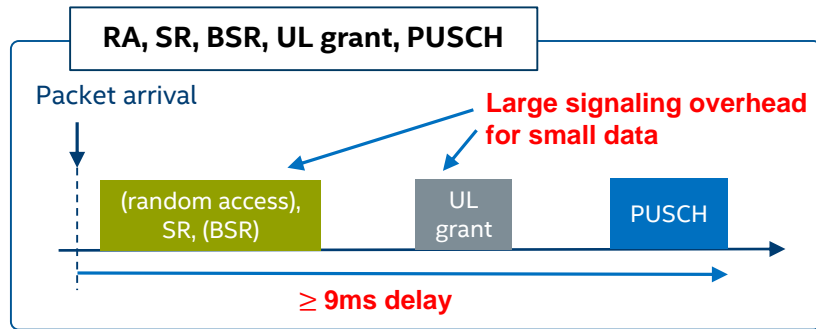 RA, SR, BSR, UL grant, PUSCH
Packet arrival
Large signaling overhead
for small data
(random access),
SR, (BSR)
UL
grant
PUSCH
≥ 9ms delay